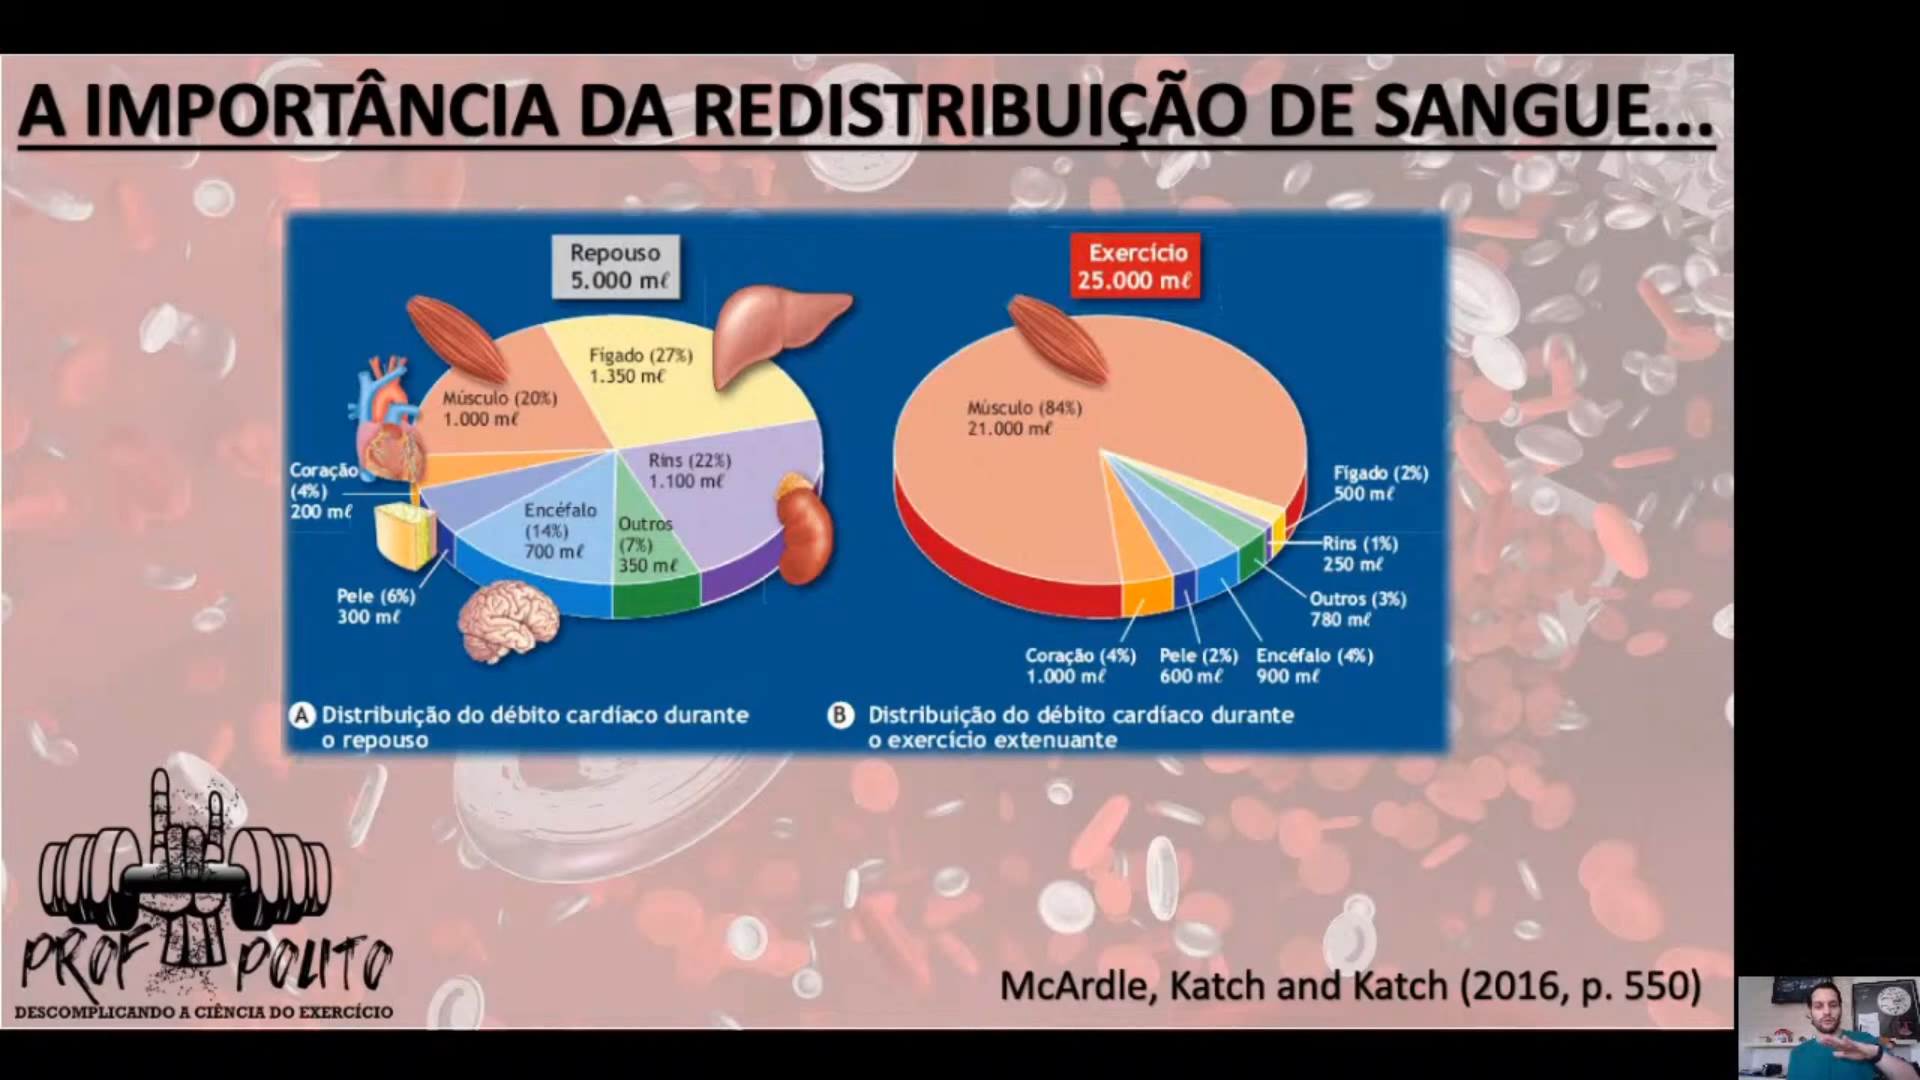 A IMPORTÂNCIA DA REDISTRIBUIÇÃO DE SANGUE...
Repouso
5.000 mℓ
Fígado (27%)
1.350 mℓ
Músculo (20%)
1.000 mℓ
Rins (22%)
1.100 mℓ
Coração
(4%)
200 mℓ
Encéfalo
(14%)
700 mℓ
Outros
(7%)
350 mℓ
Pele (6%)
300 mℓ
A Distribuição do débito cardíaco durante
o repouso
Exercício
25.000 mℓ
Músculo (84%)
21.000 mℓ
Fígado (2%)
500 mℓ
Rins (1%)
250 mℓ
Outros (3%)
780 mℓ
Coração (4%)
1.000 mℓ
Pele (2%)
600 mℓ
Encéfalo (4%)
900 mℓ
B Distribuição do débito cardíaco durante
o exercício extenuante
PROF POLITO
DESCOMPLICANDO A CIÊNCIA DO EXERCÍCIO
McArdle, Katch and Katch (2016, p. 550)